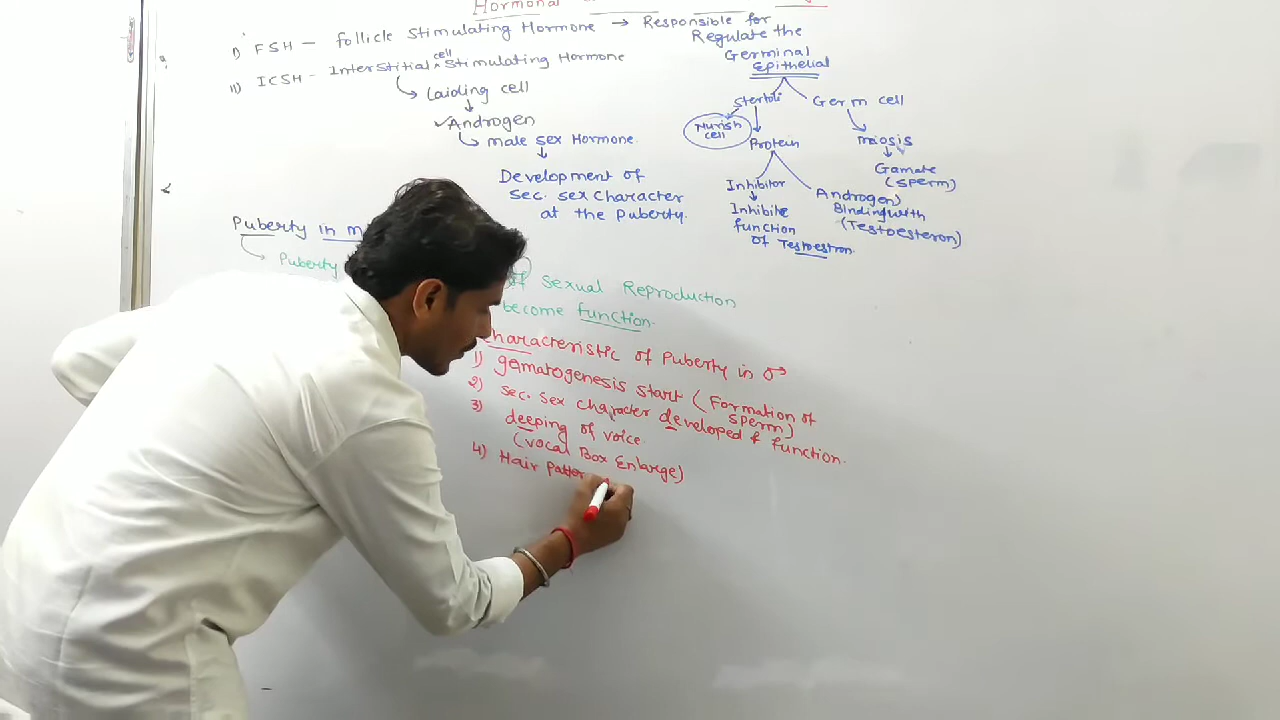 Hormonal
I) FSH - follicle stimulating Hormone → Responsible for
Regulate the
Germinal
Epithelial
II) ICSH - Interstitial cell stimulating Hormone
Laiding cell
✓Androgen
male sex Hormone
Development of
Sec. sex character
at the Puberty.
Stertoli
Germ cell
Nurish
cell
Protein
meiosis
Gamate
(sperm)
Inhibitor
Inhibite
function
of Testoestron
Androgen)
Binding with
(Testoesteron)
Puberty in m
Puberty
of sexual Reproduction
become function.
characteristic of Puberty in ♂
1) gamatogenesis start (Formation of
sperm)
2) sec. sex character developed & function.
3) deeping of voice
(vocal Box Enlarge)
4) Hair Patter